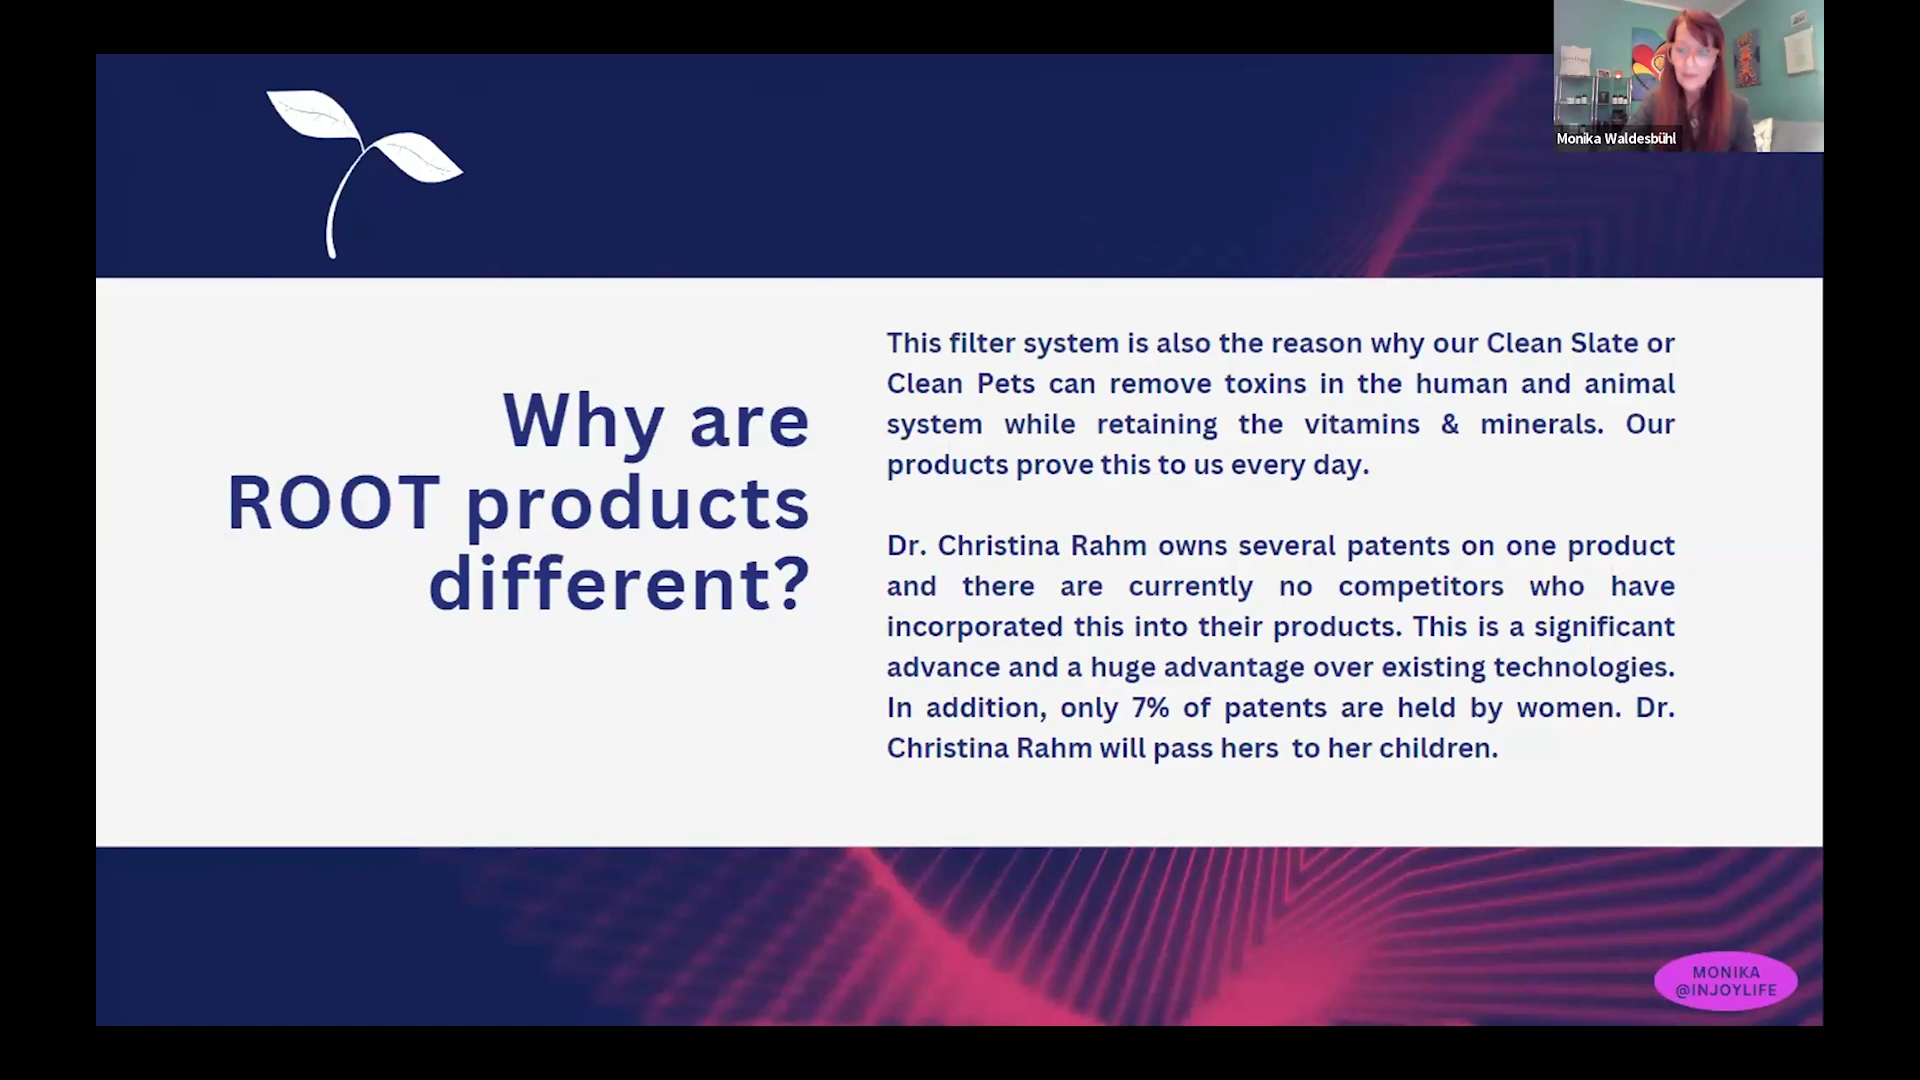 Monika Waldesbühl
Why are
ROOT products
different?
This filter system is also the reason why our Clean Slate or
Clean Pets can remove toxins in the human and animal
system while retaining the vitamins & minerals. Our
products prove this to us every day.
Dr. Christina Rahm owns several patents on one product
and there are currently no competitors who have
incorporated this into their products. This is a significant
advance and a huge advantage over existing technologies.
In addition, only 7% of patents are held by women. Dr.
Christina Rahm will pass hers to her children.
MONIKA
@INJOYLIFE